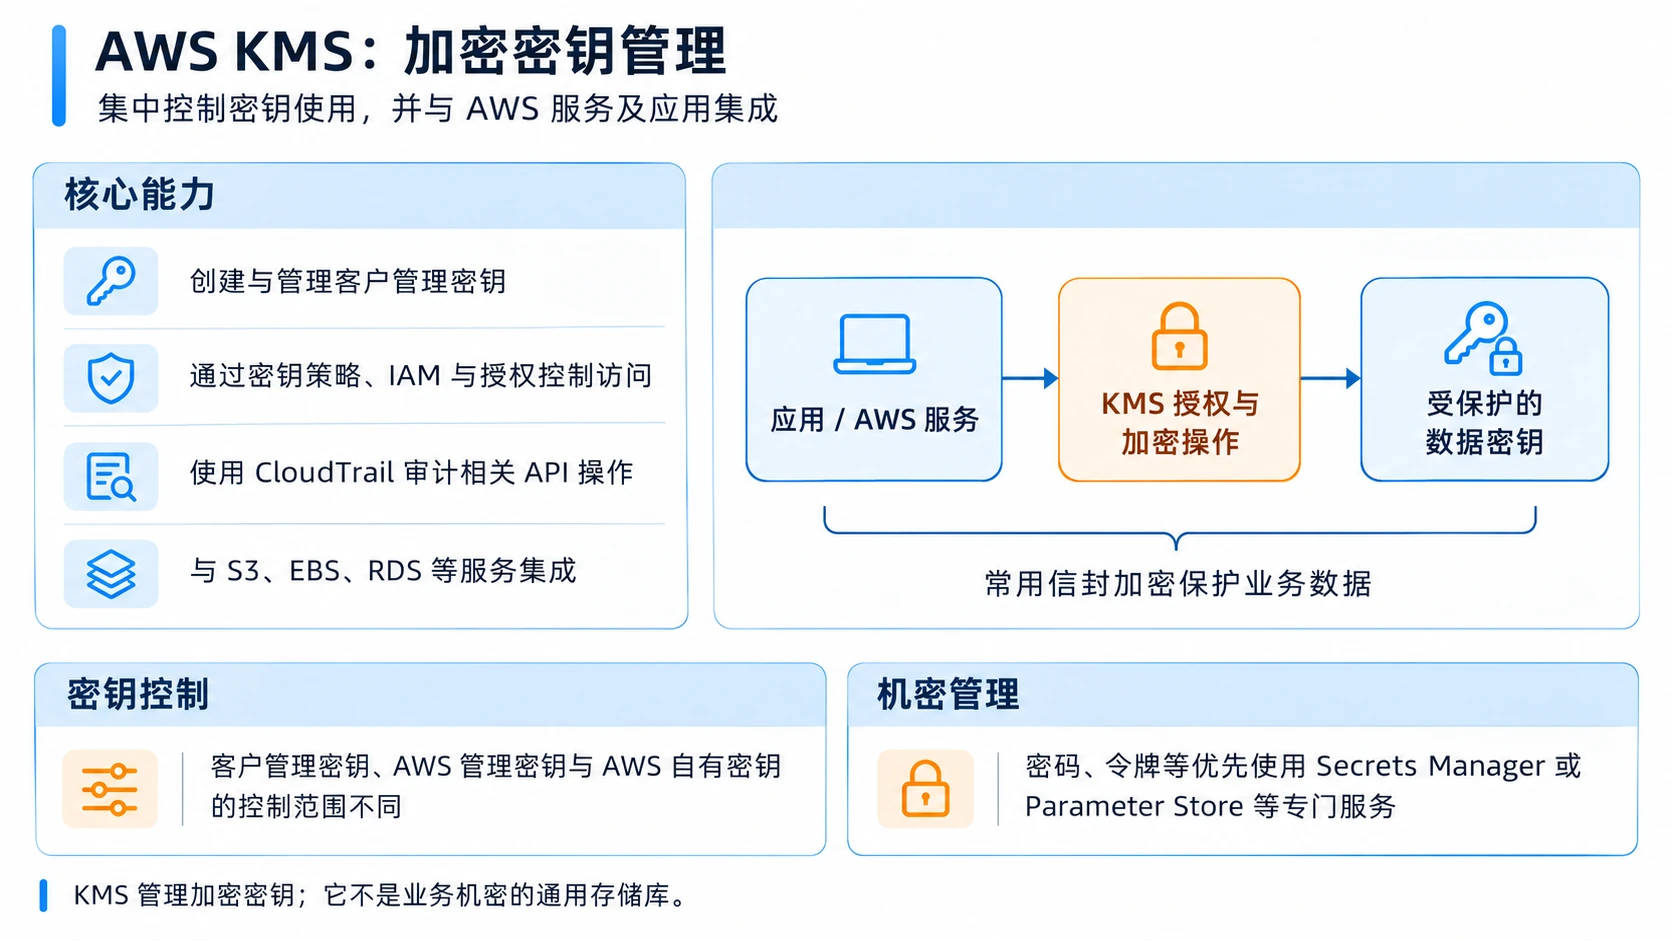 AWS KMS：加密密钥管理
集中控制密钥使用，并与 AWS 服务及应用集成
核心能力
创建与管理客户管理密钥
通过密钥策略、IAM 与授权控制访问
使用 CloudTrail 审计相关 API 操作
与 S3、EBS、RDS 等服务集成
应用 / AWS 服务
KMS 授权与
加密操作
受保护的
数据密钥
常用信封加密保护业务数据
密钥控制
客户管理密钥、AWS 管理密钥与 AWS 自有密钥
的控制范围不同
机密管理
密码、令牌等优先使用 Secrets Manager 或
Parameter Store 等专门服务
KMS 管理加密密钥；它不是业务机密的通用存储库。